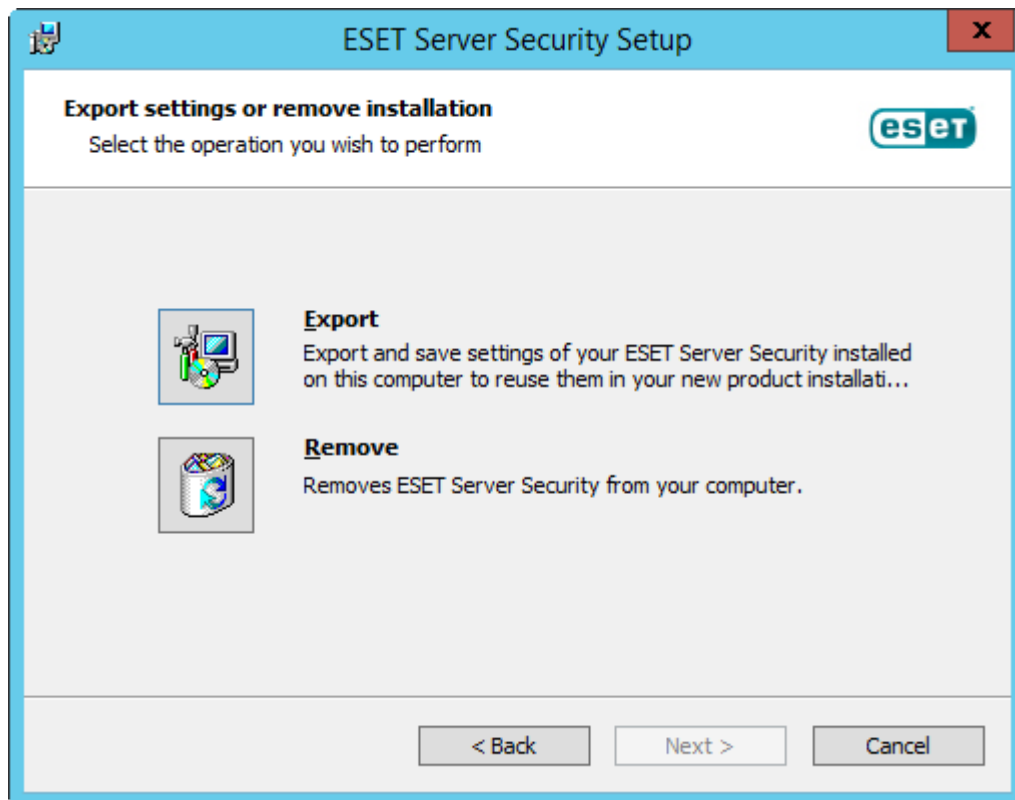 ESET Server Security Setup
x
Export settings or remove installation
Select the operation you wish to perform
eseT
Export
Export and save settings of your ESET Server Security installed
on this computer to reuse them in your new product installati...
Remove
Removes ESET Server Security from your computer.
< Back
Next >
Cancel